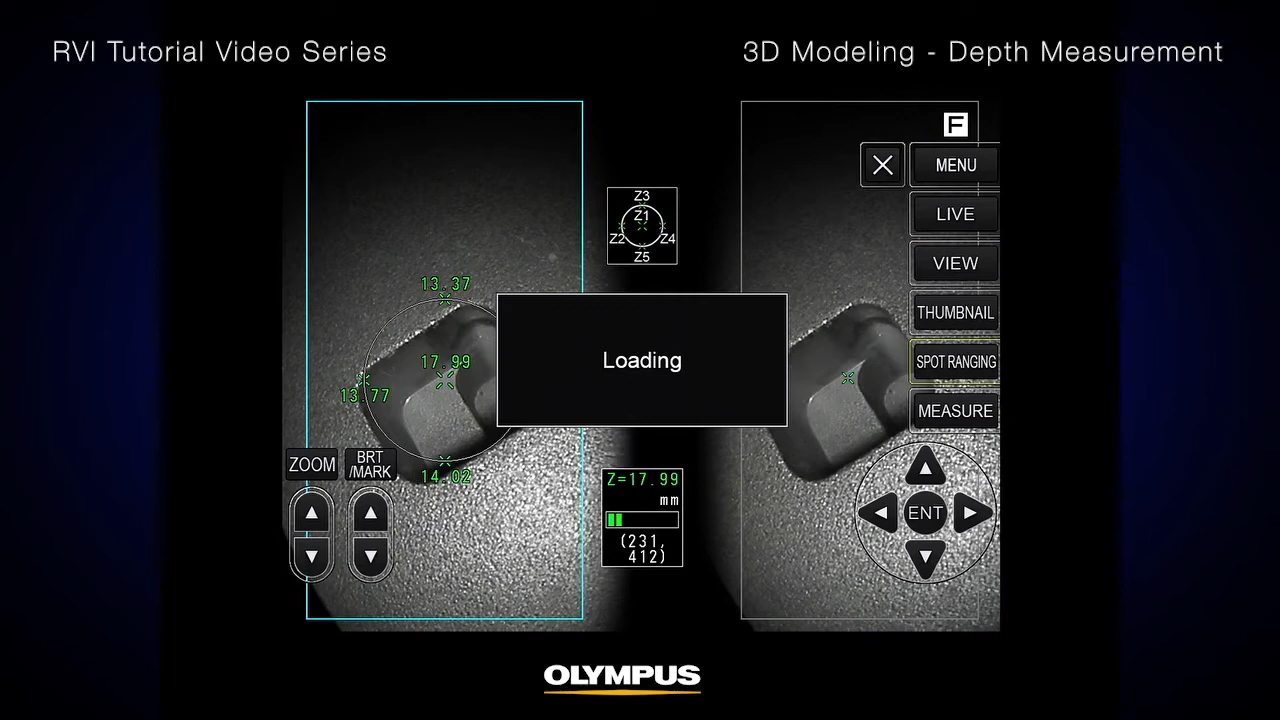 RVI Tutorial Video Series
3D Modeling - Depth Measurement
F
MENU
LIVE
VIEW
THUMBNAIL
SPOT RANGING
MEASURE
ENT
Z3
Z1
Z2
Z4
Z5
13.37
17.99
13.77
14.02
Loading
ZOOM
BRT
/MARK
Z=17.99
mm
(231,
412)
OLYMPUS